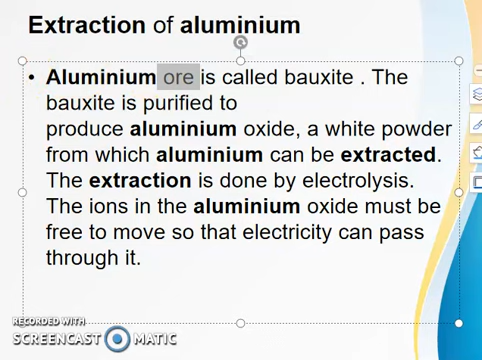 Extraction of aluminium
• Aluminium ore is called bauxite . The
bauxite is purified to
produce aluminium oxide, a white powder
from which aluminium can be extracted.
The extraction is done by electrolysis.
The ions in the aluminium oxide must be
free to move so that electricity can pass
through it.
RECORDED WITH
SCREENCAST MATIC